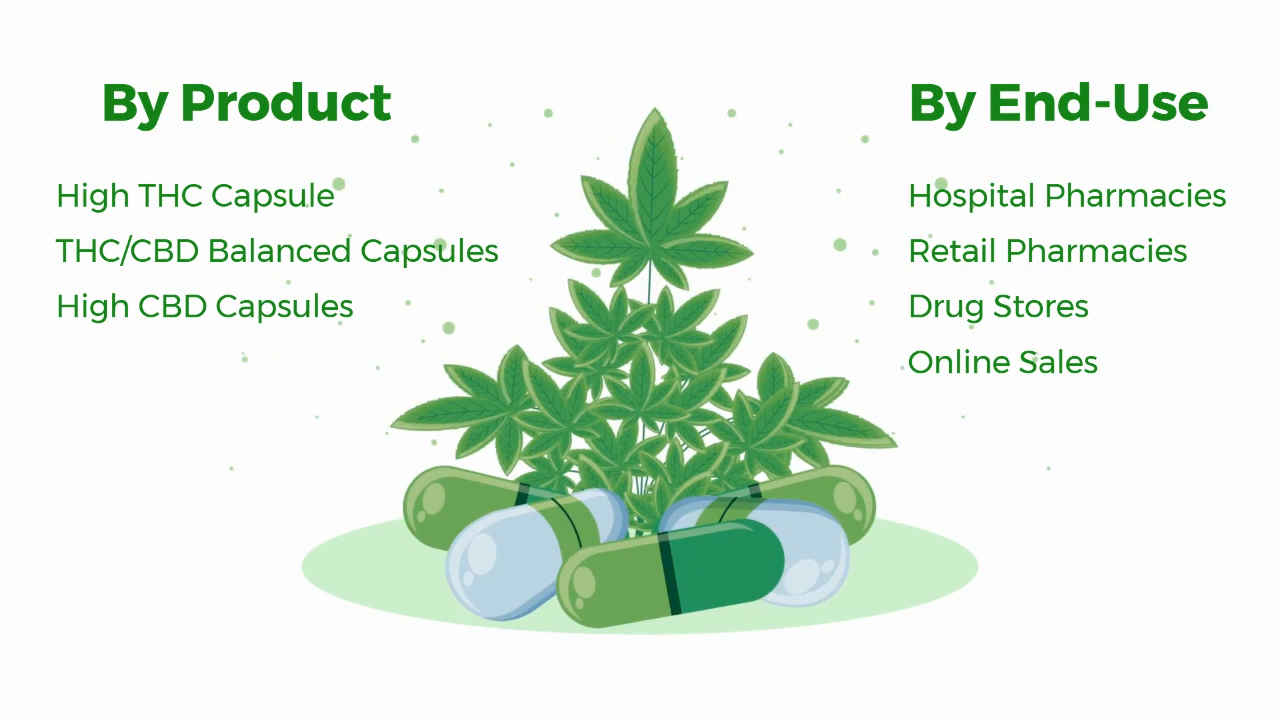 By Product
High THC Capsule
THC/CBD Balanced Capsules
High CBD Capsules
By End-Use
Hospital Pharmacies
Retail Pharmacies
Drug Stores
Online Sales